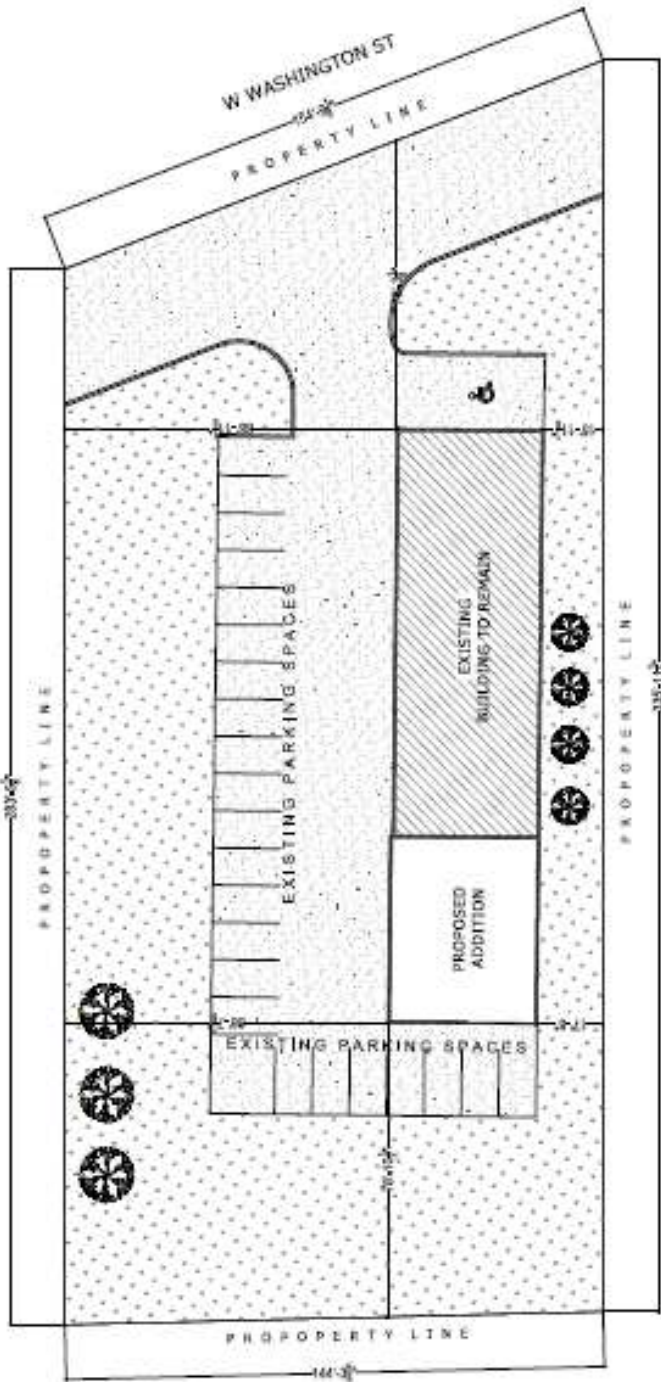 W WASHINGTON ST
PROPERTY LINE
EXISTING
BUILDING TO REMAIN
EXISTING PARKING SPACES
PROPOPERTY LINE
PROPOPERTY LINE
PROPOSED
ADDITION
EXISTING PARKING SPACES
PROPOPERTY LINE